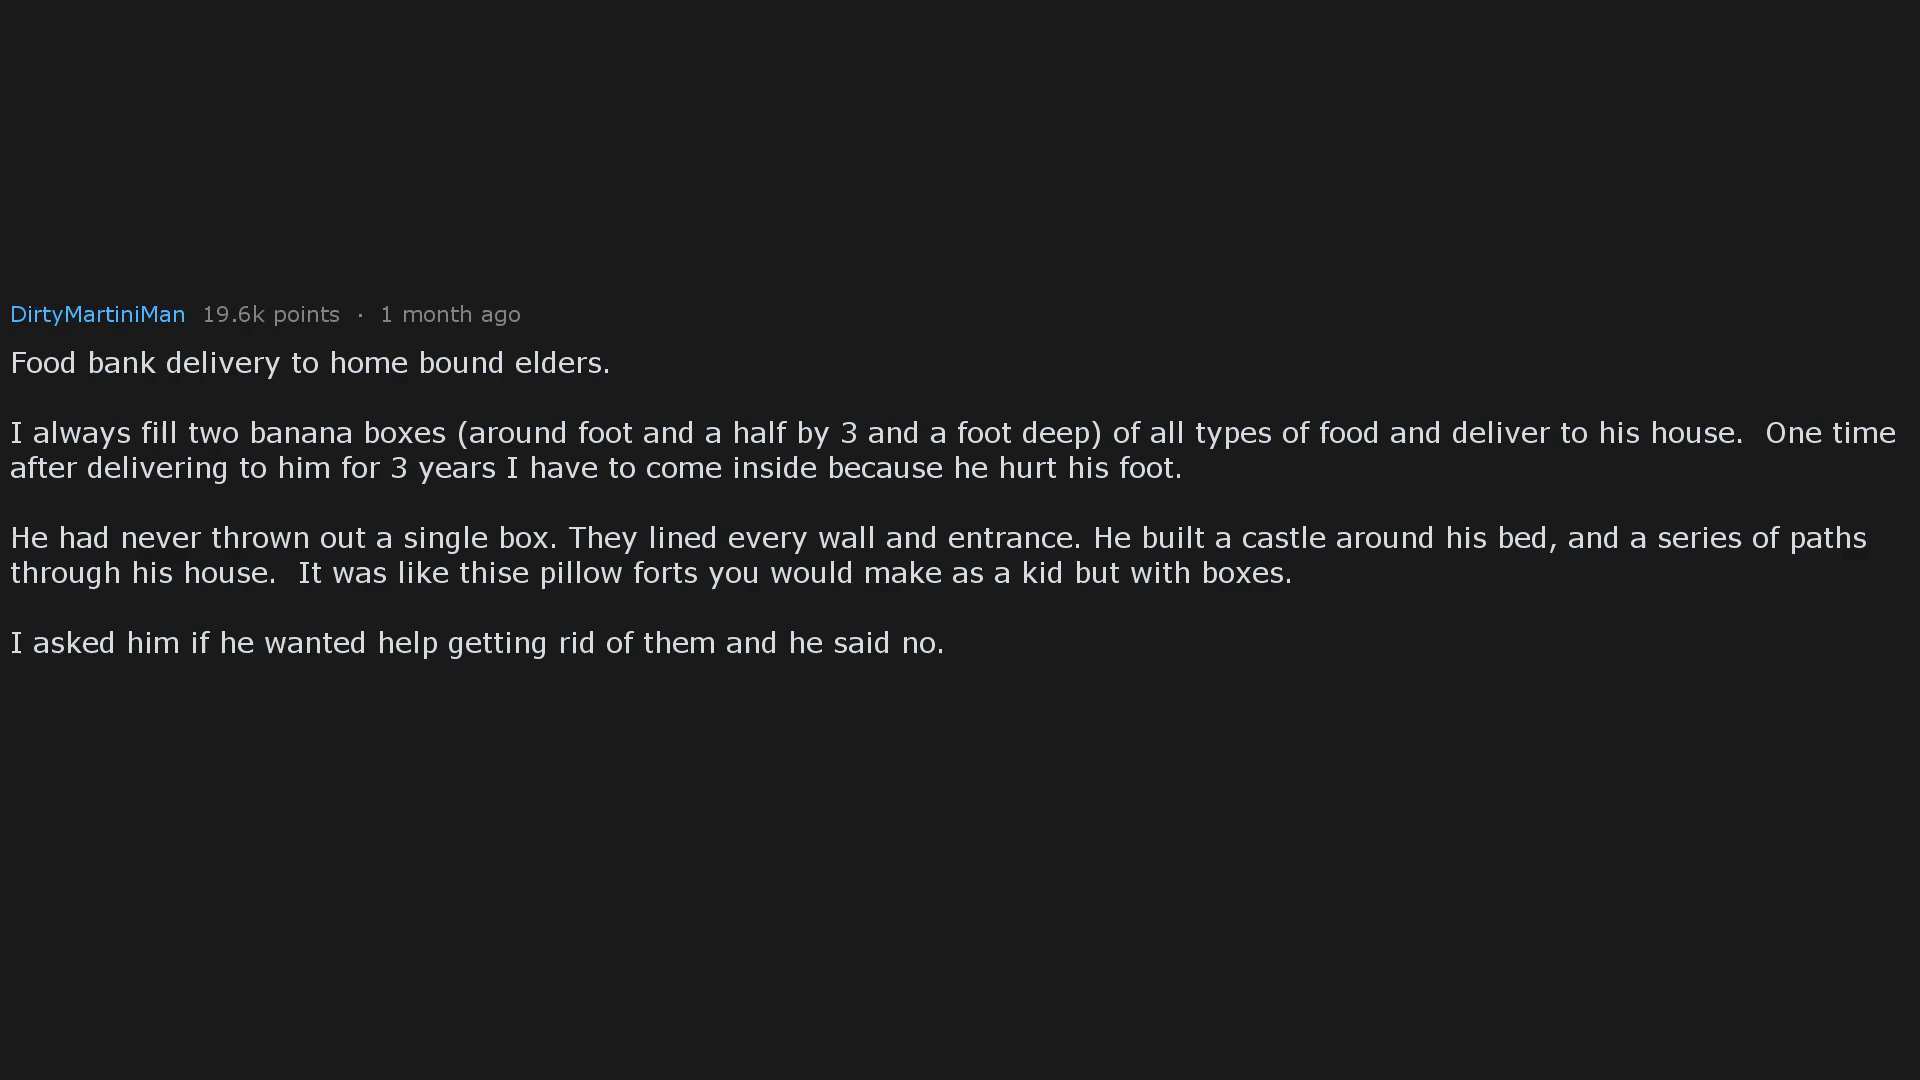 DirtyMartiniMan 19.6k points · 1 month ago
Food bank delivery to home bound elders.
I always fill two banana boxes (around foot and a half by 3 and a foot deep) of all types of food and deliver to his house.  One time
after delivering to him for 3 years I have to come inside because he hurt his foot.
He had never thrown out a single box. They lined every wall and entrance. He built a castle around his bed, and a series of paths
through his house.  It was like thise pillow forts you would make as a kid but with boxes.
I asked him if he wanted help getting rid of them and he said no.